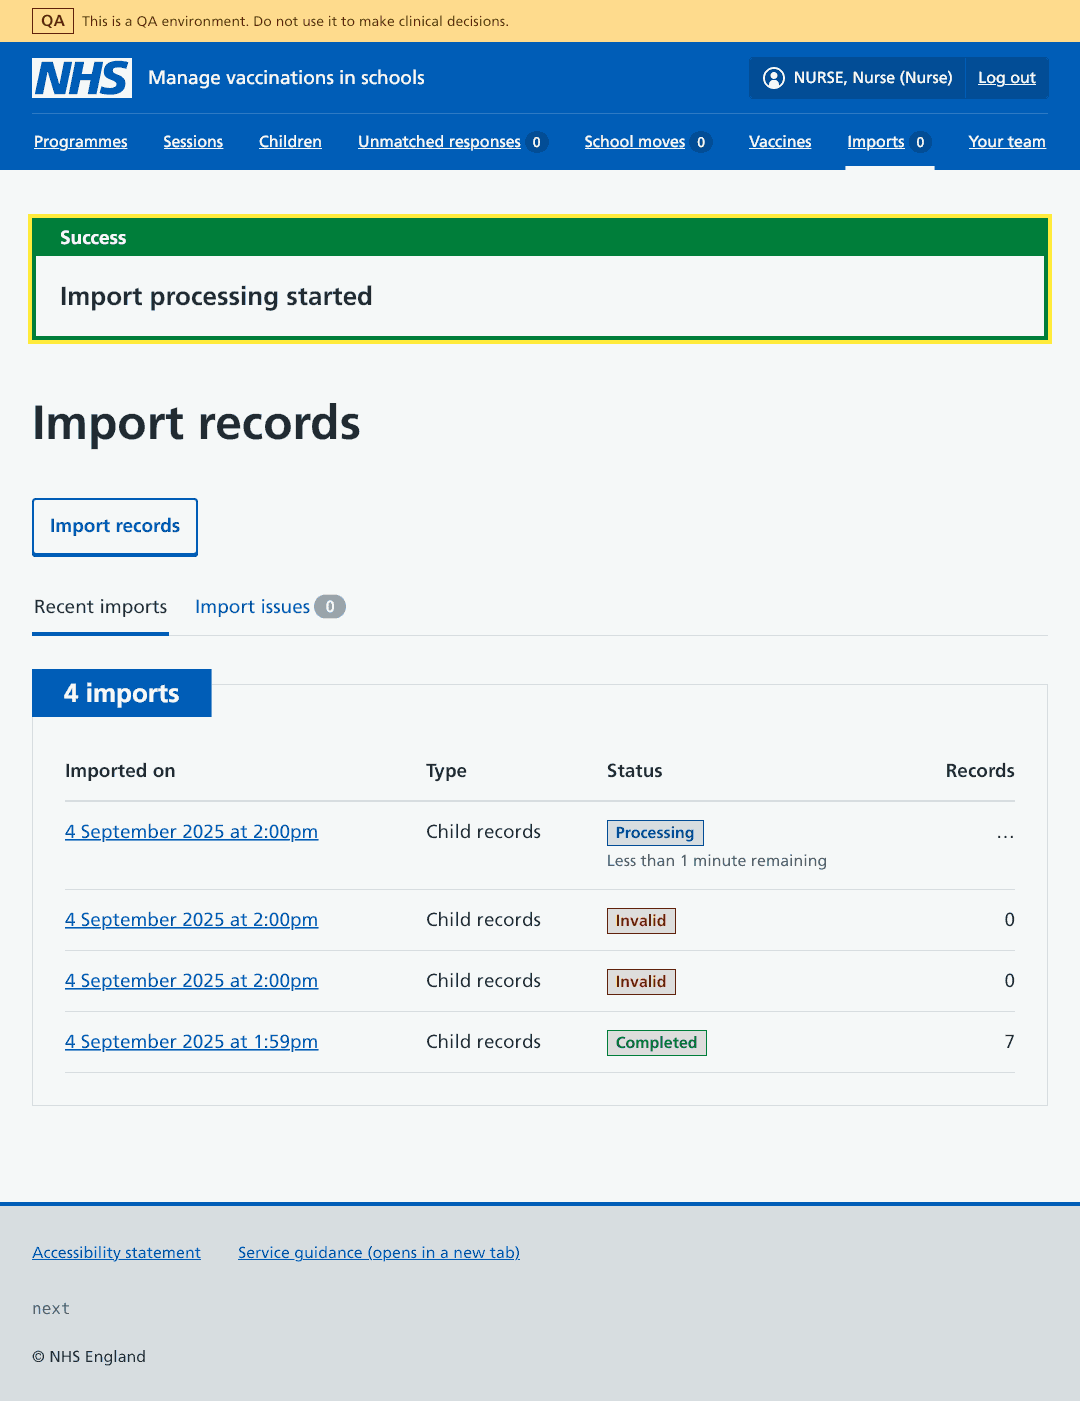 QA This is a QA environment. Do not use it to make clinical decisions.
NHS Manage vaccinations in schools NURSE, Nurse (Nurse) Log out
Programmes Sessions Children Unmatched responses 0 School moves 0 Vaccines Imports 0 Your team
Success
Import processing started
Import records
Import records
Recent imports Import issues 0
4 imports
Imported on Type Status Records
4 September 2025 at 2:00pm Child records Processing ...
Less than 1 minute remaining
4 September 2025 at 2:00pm Child records Invalid 0
4 September 2025 at 2:00pm Child records Invalid 0
4 September 2025 at 1:59pm Child records Completed 7
Accessibility statement Service guidance (opens in a new tab)
next
© NHS England